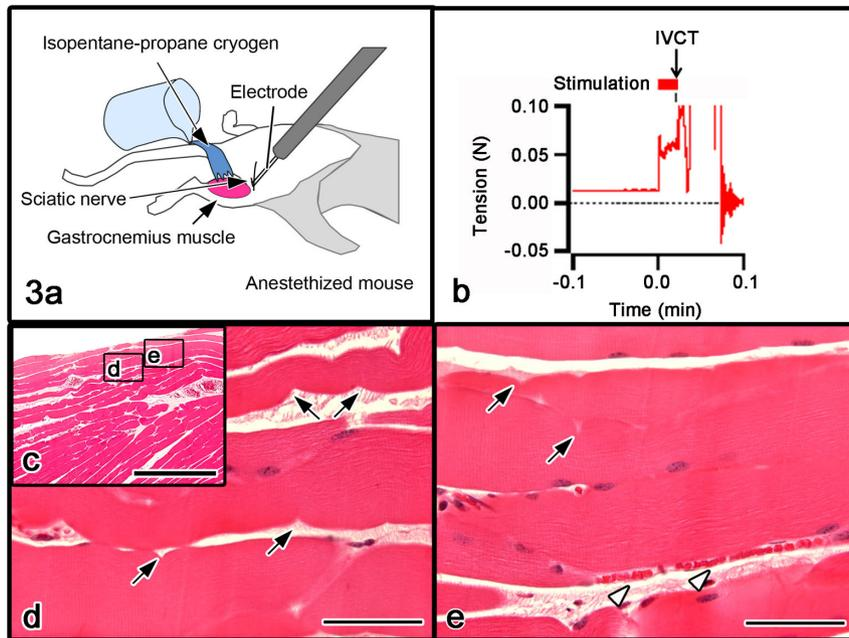 Isopentane-propane cryogen
Electrode
Sciatic nerve
Gastrocnemius muscle
Anestethized mouse
3a
IVCT
Stimulation
0.10
0.05
0.00
-0.05
Tension (N)
-0.1
0.0
0.1
Time (min)
b
d
e
c
d
e